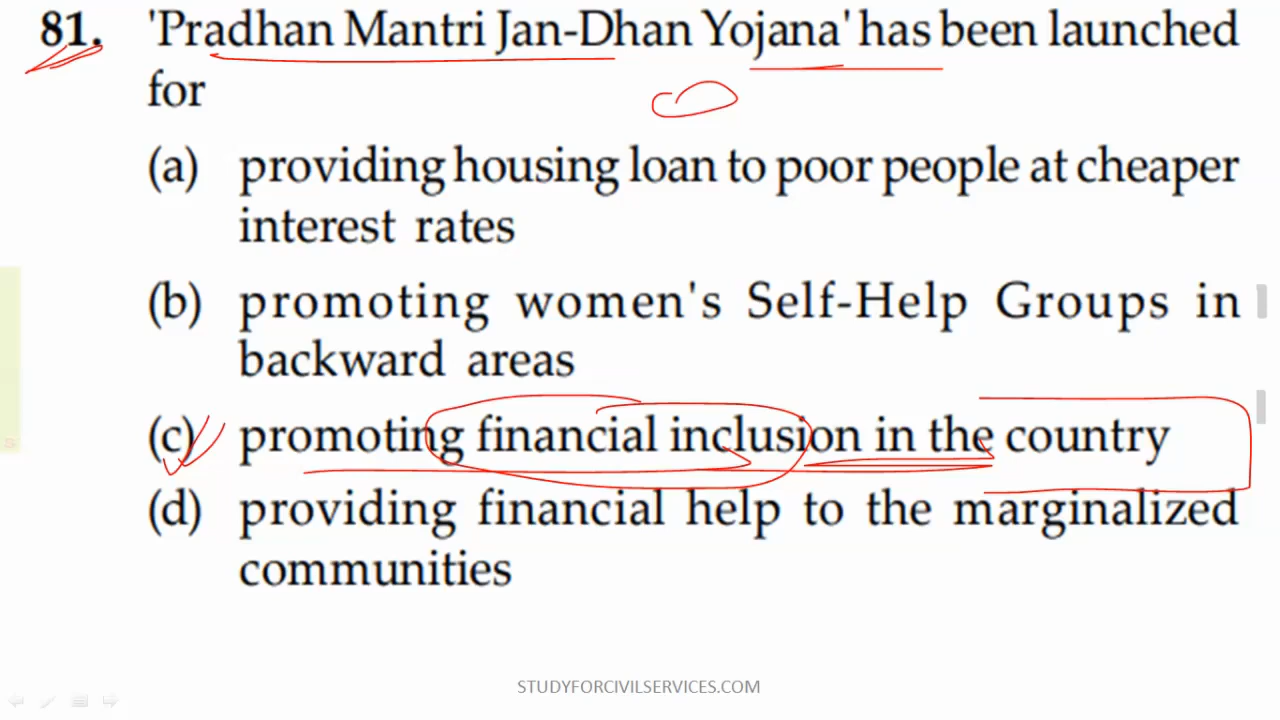 81. 'Pradhan Mantri Jan-Dhan Yojana' has been launched
for
(a) providing housing loan to poor people at cheaper
interest rates
(b) promoting women's Self-Help Groups in
backward areas
(c) promoting financial inclusion in the country
(d) providing financial help to the marginalized
communities
STUDYFORCIVILSERVICES.COM